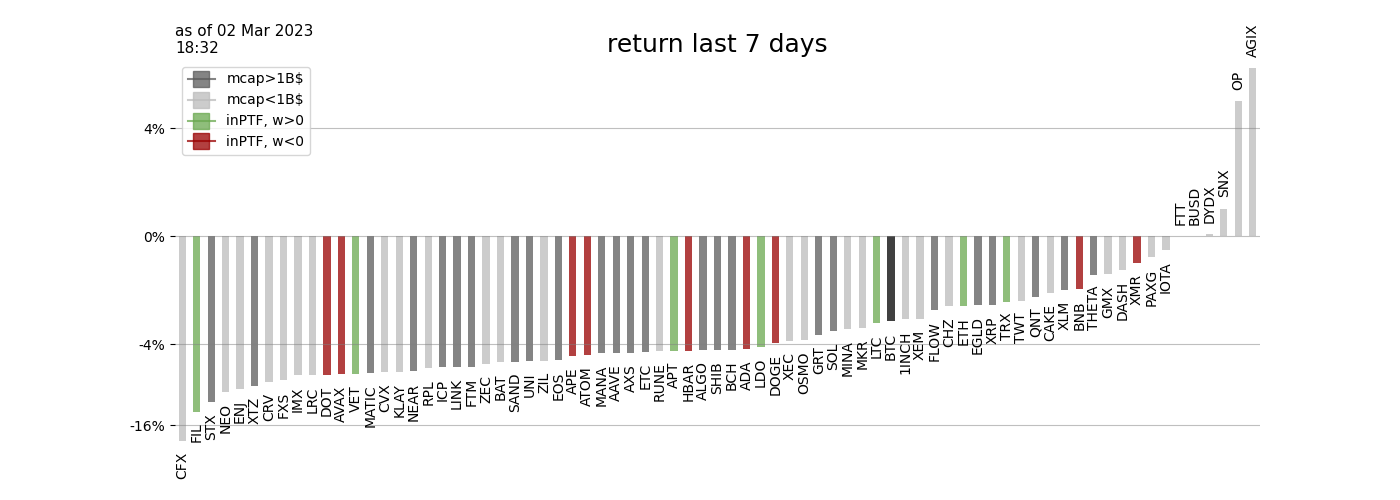 as of 02 Mar 2023
18:32
return last 7 days
mcap>1B$
mcap<1B$
inPTF, w>0
inPTF, w<0
4%
0%
-4%
-16%
CFX
FIL
STX
NEO
ENJ
XTZ
CRV
FXS
IMX
LRC
DOT
AVAX
VET
MATIC
CVX
KLAY
NEAR
RPL
ICP
LINK
FTM
ZEC
BAT
SAND
UNI
ZIL
EOS
APE
ATOM
MANA
AAVE
AXS
ETC
RUNE
APT
HBAR
ALGO
SHIB
BCH
ADA
LDO
DOGE
XEC
OSMO
GRT
SOL
MINA
MKR
LTC
BTC
1INCH
XEM
FLOW
CHZ
ETH
EGLD
XRP
TRX
TWT
QNT
CAKE
XLM
BNB
THETA
GMX
DASH
XMR
PAXG
IOTA
FTT
BUSD
DYDX
SNX
OP
AGIX